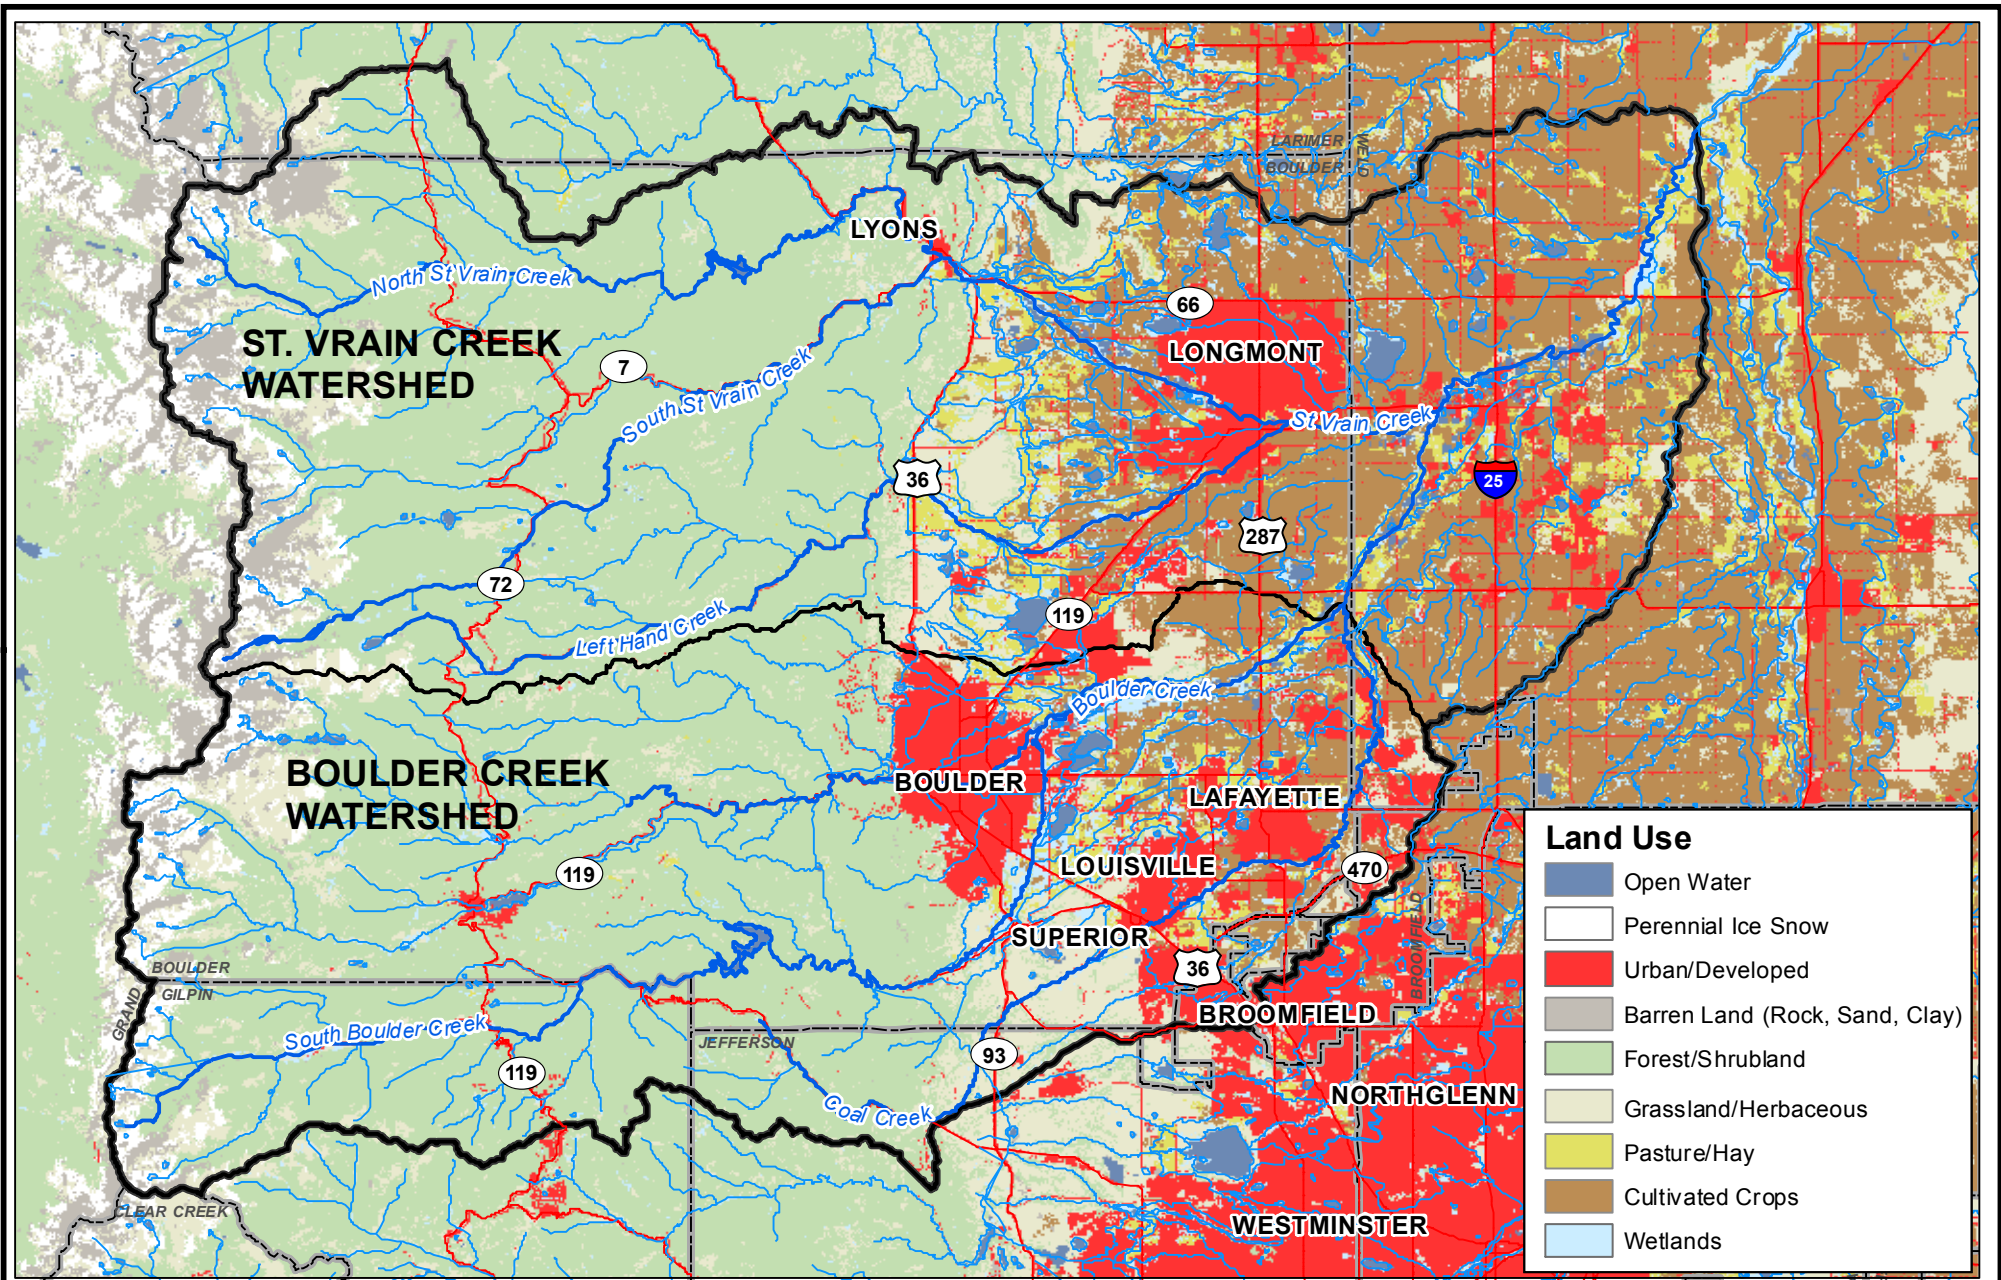 LARIMER
BOULDER
WELD
LYONS
North St Vrain Creek
66
ST. VRAIN CREEK
WATERSHED
LONGMONT
7
South St Vrain Creek
St Vrain Creek
36
25
287
72
119
Left Hand Creek
Boulder Creek
BOULDER CREEK
WATERSHED
BOULDER
LAFAYETTE
119
LOUISVILLE
470
SUPERIOR
BROOMFIELD
36
BOULDER
GILPIN
GRAND
BROOMFIELD
South Boulder Creek
JEFFERSON
93
119
Coal Creek
NORTHGLENN
CLEAR CREEK
WESTMINSTER
Land Use
Open Water
Perennial Ice Snow
Urban/Developed
Barren Land (Rock, Sand, Clay)
Forest/Shrubland
Grassland/Herbaceous
Pasture/Hay
Cultivated Crops
Wetlands